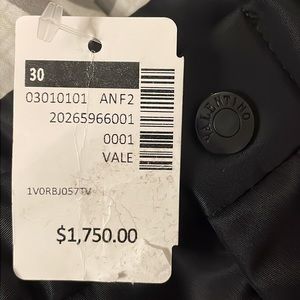 30
03010101 ANF2
20265966001
0001
VALE
1V0RBJ057TV
$1,750.00
VALENTINO